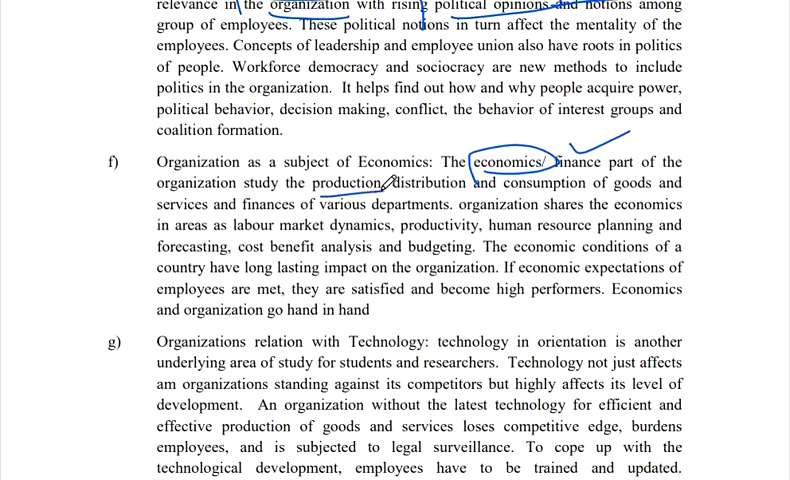 relevance in the organization with rising political opinions and notions among
group of employees. These political notions in turn affect the mentality of the
employees. Concepts of leadership and employee union also have roots in politics
of people. Workforce democracy and sociocracy are new methods to include
politics in the organization. It helps find out how and why people acquire power,
political behavior, decision making, conflict, the behavior of interest groups and
coalition formation.
f) Organization as a subject of Economics: The economics/ finance part of the
organization study the production, distribution and consumption of goods and
services and finances of various departments. organization shares the economics
in areas as labour market dynamics, productivity, human resource planning and
forecasting, cost benefit analysis and budgeting. The economic conditions of a
country have long lasting impact on the organization. If economic expectations of
employees are met, they are satisfied and become high performers. Economics
and organization go hand in hand
g) Organizations relation with Technology: technology in orientation is another
underlying area of study for students and researchers. Technology not just affects
am organizations standing against its competitors but highly affects its level of
development. An organization without the latest technology for efficient and
effective production of goods and services loses competitive edge, burdens
employees, and is subjected to legal surveillance. To cope up with the
technological development, employees have to be trained and updated.